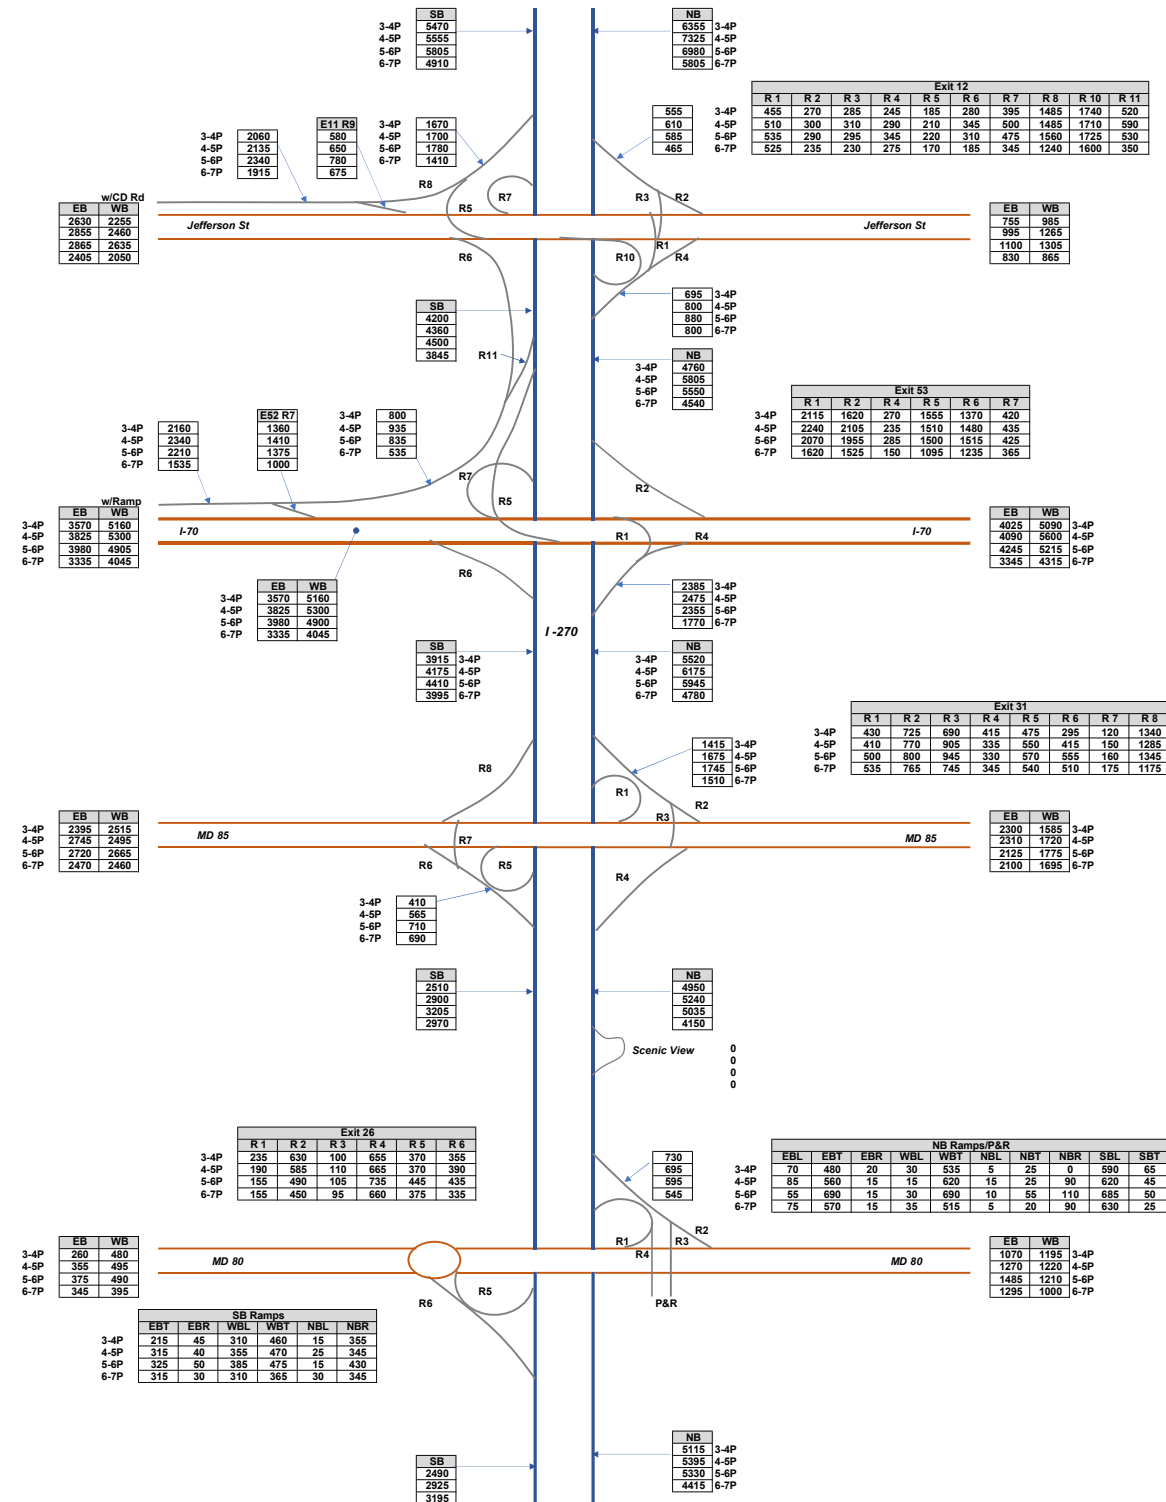 SB NB
3-4P 5470 6355 3-4P
4-5P 5555 7325 4-5P
5-6P 5805 6980 5-6P
6-7P 4910 5805 6-7P
Exit 12
R 1 R 2 R 3 R 4 R 5 R 6 R 7 R 8 R 10 R 11
3-4P 455 270 285 245 185 280 395 1485 1740 520
4-5P 510 300 310 290 210 345 500 1485 1710 590
5-6P 535 290 295 345 220 310 475 1560 1725 530
6-7P 525 235 230 275 170 185 345 1240 1600 350
555
610
585
465
3-4P 1670
4-5P 1700
5-6P 1780
6-7P 1410
E11 R9
580
650
780
675
3-4P 2060
4-5P 2135
5-6P 2340
6-7P 1915
R8
R7
R5
R3
R2
w/CD Rd
EB WB
2630 2255
2855 2460
2865 2635
2405 2050
Jefferson St
Jefferson St
EB WB
755 985
995 1265
1100 1305
830 865
R6
R10
R1
R4
695 3-4P
800 4-5P
880 5-6P
800 6-7P
SB
4200
4360
4500
3845
R11
NB
3-4P 4760
4-5P 5805
5-6P 5550
6-7P 4540
Exit 53
R 1 R 2 R 4 R 5 R 6 R 7
3-4P 2115 1620 270 1555 1370 420
4-5P 2240 2105 235 1510 1480 435
5-6P 2070 1955 285 1500 1515 425
6-7P 1620 1525 150 1095 1235 365
3-4P 2160
4-5P 2340
5-6P 2210
6-7P 1535
E52 R7
1360
1410
1375
1000
3-4P 800
4-5P 935
5-6P 835
6-7P 535
R7
R5
R2
w/Ramp
EB WB
3-4P 3570 5160
4-5P 3825 5300
5-6P 3980 4905
6-7P 3335 4045
I-70
R1
R4
I-70
EB WB
4025 5090 3-4P
4090 5600 4-5P
4245 5215 5-6P
3345 4315 6-7P
R6
EB WB
3-4P 3570 5160
4-5P 3825 5300
5-6P 3980 4900
6-7P 3335 4045
2385 3-4P
2475 4-5P
2355 5-6P
1770 6-7P
I -270
SB
3915 3-4P
4175 4-5P
4410 5-6P
3995 6-7P
NB
3-4P 5520
4-5P 6175
5-6P 5945
6-7P 4780
Exit 31
R 1 R 2 R 3 R 4 R 5 R 6 R 7 R 8
3-4P 430 725 690 415 475 295 120 1340
4-5P 410 770 905 335 550 415 150 1285
5-6P 500 800 945 330 570 555 160 1345
6-7P 535 765 745 345 540 510 175 1175
1415 3-4P
1675 4-5P
1745 5-6P
1510 6-7P
R8
R1
R2
R3
EB WB
3-4P 2395 2515
4-5P 2745 2495
5-6P 2720 2665
6-7P 2470 2460
MD 85
MD 85
EB WB
2300 1585 3-4P
2310 1720 4-5P
2125 1775 5-6P
2100 1695 6-7P
R7
R6
R5
R4
3-4P 410
4-5P 565
5-6P 710
6-7P 690
SB
2510
2900
3205
2970
NB
4950
5240
5035
4150
Scenic View 0
0
0
0
Exit 26
R 1 R 2 R 3 R 4 R 5 R 6
3-4P 235 630 100 655 370 355
4-5P 190 585 110 665 370 390
5-6P 155 490 105 735 445 435
6-7P 155 450 95 660 375 335
730
695
595
545
NB Ramps/P&R
EBL EBT EBR WBL WBT NBL NBT NBR SBL SBT
3-4P 70 480 20 30 535 5 25 0 590 65
4-5P 85 560 15 15 620 15 25 90 620 45
5-6P 55 690 15 30 690 10 55 110 685 50
6-7P 75 570 15 35 515 5 20 90 630 25
R2
R1
R3
R4
EB WB
3-4P 260 480
4-5P 355 495
5-6P 375 490
6-7P 345 395
MD 80
MD 80
EB WB
1070 1195 3-4P
1270 1220 4-5P
1485 1210 5-6P
1295 1000 6-7P
R5
R6
P&R
SB Ramps
EBT EBR WBL WBT NBL NBR
3-4P 215 45 310 460 15 355
4-5P 315 40 355 470 25 345
5-6P 325 50 385 475 15 430
6-7P 315 30 310 365 30 345
NB
5115 3-4P
5395 4-5P
5330 5-6P
4415 6-7P
SB
2490
2925
3195